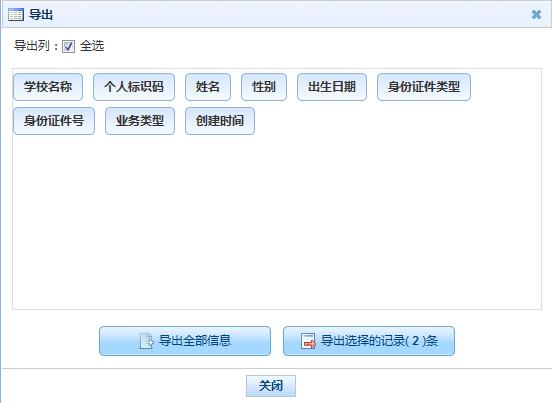 导出
导出列： 全选
学校名称 个人标识码 姓名 性别 出生日期 身份证件类型
身份证件号 业务类型 创建时间
导出全部信息 导出选择的记录( 2 )条
关闭